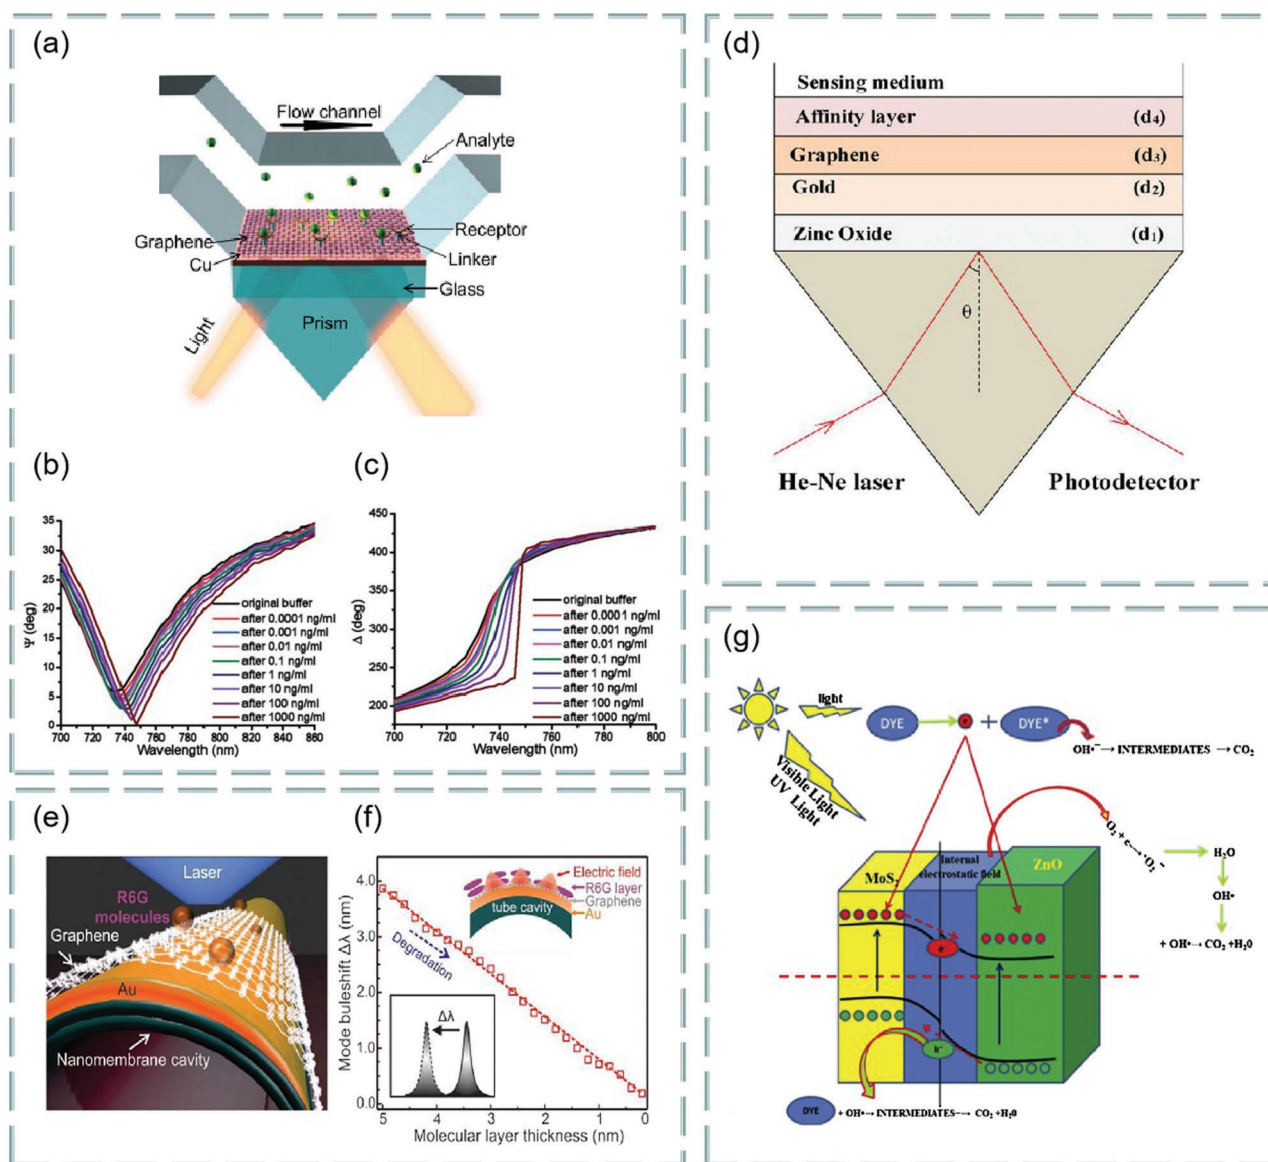 (a)
Flow channel
Analyte
Graphene
Receptor
Cu
Linker
Glass
Prism
Light
(b)
Ψ (deg)
35
30
25
20
15
10
5
0
700 720 740 760 780 800 820 840 860
Wavelength (nm)
original buffer
after 0.0001 ng/ml
after 0.001 ng/ml
after 0.01 ng/ml
after 0.1 ng/ml
after 1 ng/ml
after 10 ng/ml
after 100 ng/ml
after 1000 ng/ml
(c)
Δ (deg)
450
400
350
300
250
200
700 720 740 760 780 800
Wavelength (nm)
original buffer
after 0.0001 ng/ml
after 0.001 ng/ml
after 0.01 ng/ml
after 0.1 ng/ml
after 1 ng/ml
after 10 ng/ml
after 100 ng/ml
after 1000 ng/ml
(d)
Sensing medium
Affinity layer (d₄)
Graphene (d₃)
Gold (d₂)
Zinc Oxide (d₁)
θ
He-Ne laser
Photodetector
(e)
Laser
R6G
molecules
Graphene
Au
Nanomembrane cavity
(f)
Mode buleshift Δλ (nm)
4.0
3.0
2.0
1.0
0.0
5 4 3 2 1 0
Molecular layer thickness (nm)
Electric field
R6G layer
Graphene
Au
tube cavity
Degradation
Δλ
(g)
light
DYE
e
+
DYE*
OH•⁻→ INTERMEDIATES → CO₂
Visible Light
UV Light
O₂ + e⁻→ •O₂⁻
H₂O
OH•
+ OH•→ CO₂ +H₂0
MoS₂
Internal
electrostatic field
ZnO
e⁻
h⁻
DYE + OH•→ INTERMEDIATES→ CO₂ +H₂0